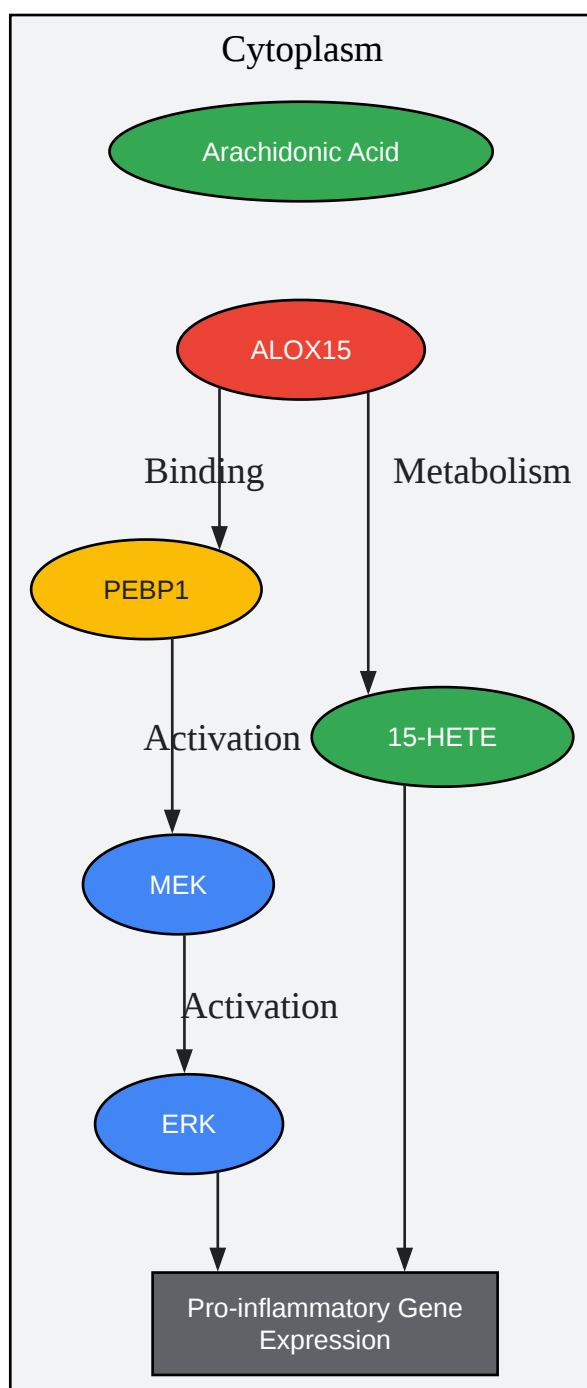 Cytoplasm
Arachidonic Acid
ALOX15
Binding
Metabolism
PEBP1
Activation
15-HETE
MEK
Activation
ERK
Pro-inflammatory Gene
Expression